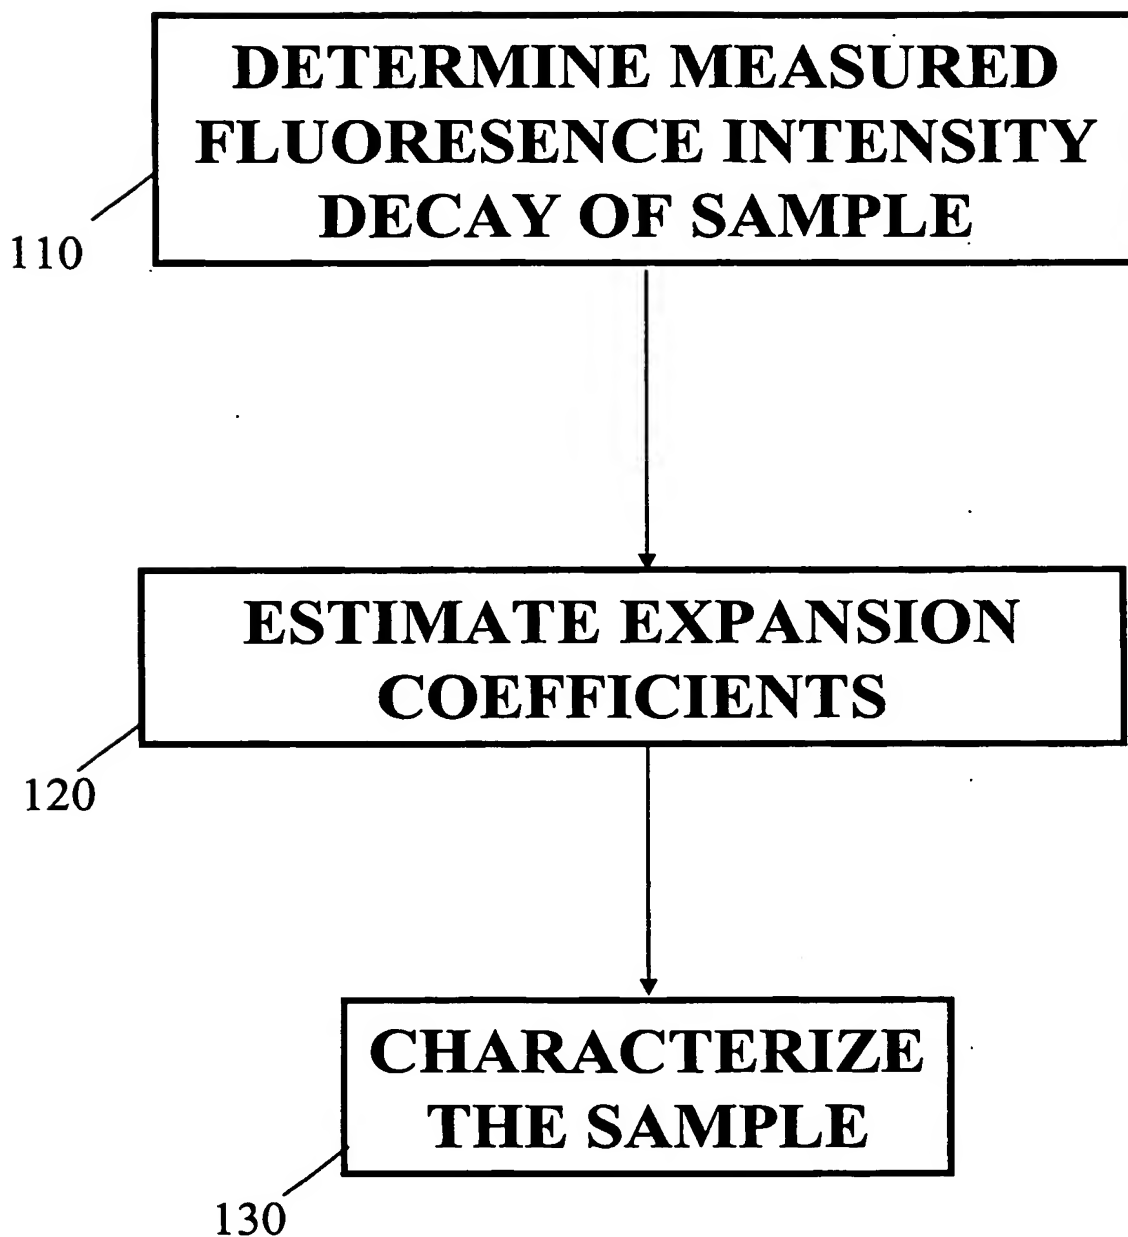 DETERMINE MEASURED
FLUORESENCE INTENSITY
DECAY OF SAMPLE
110
ESTIMATE EXPANSION
COEFFICIENTS
120
CHARACTERIZE
THE SAMPLE
130